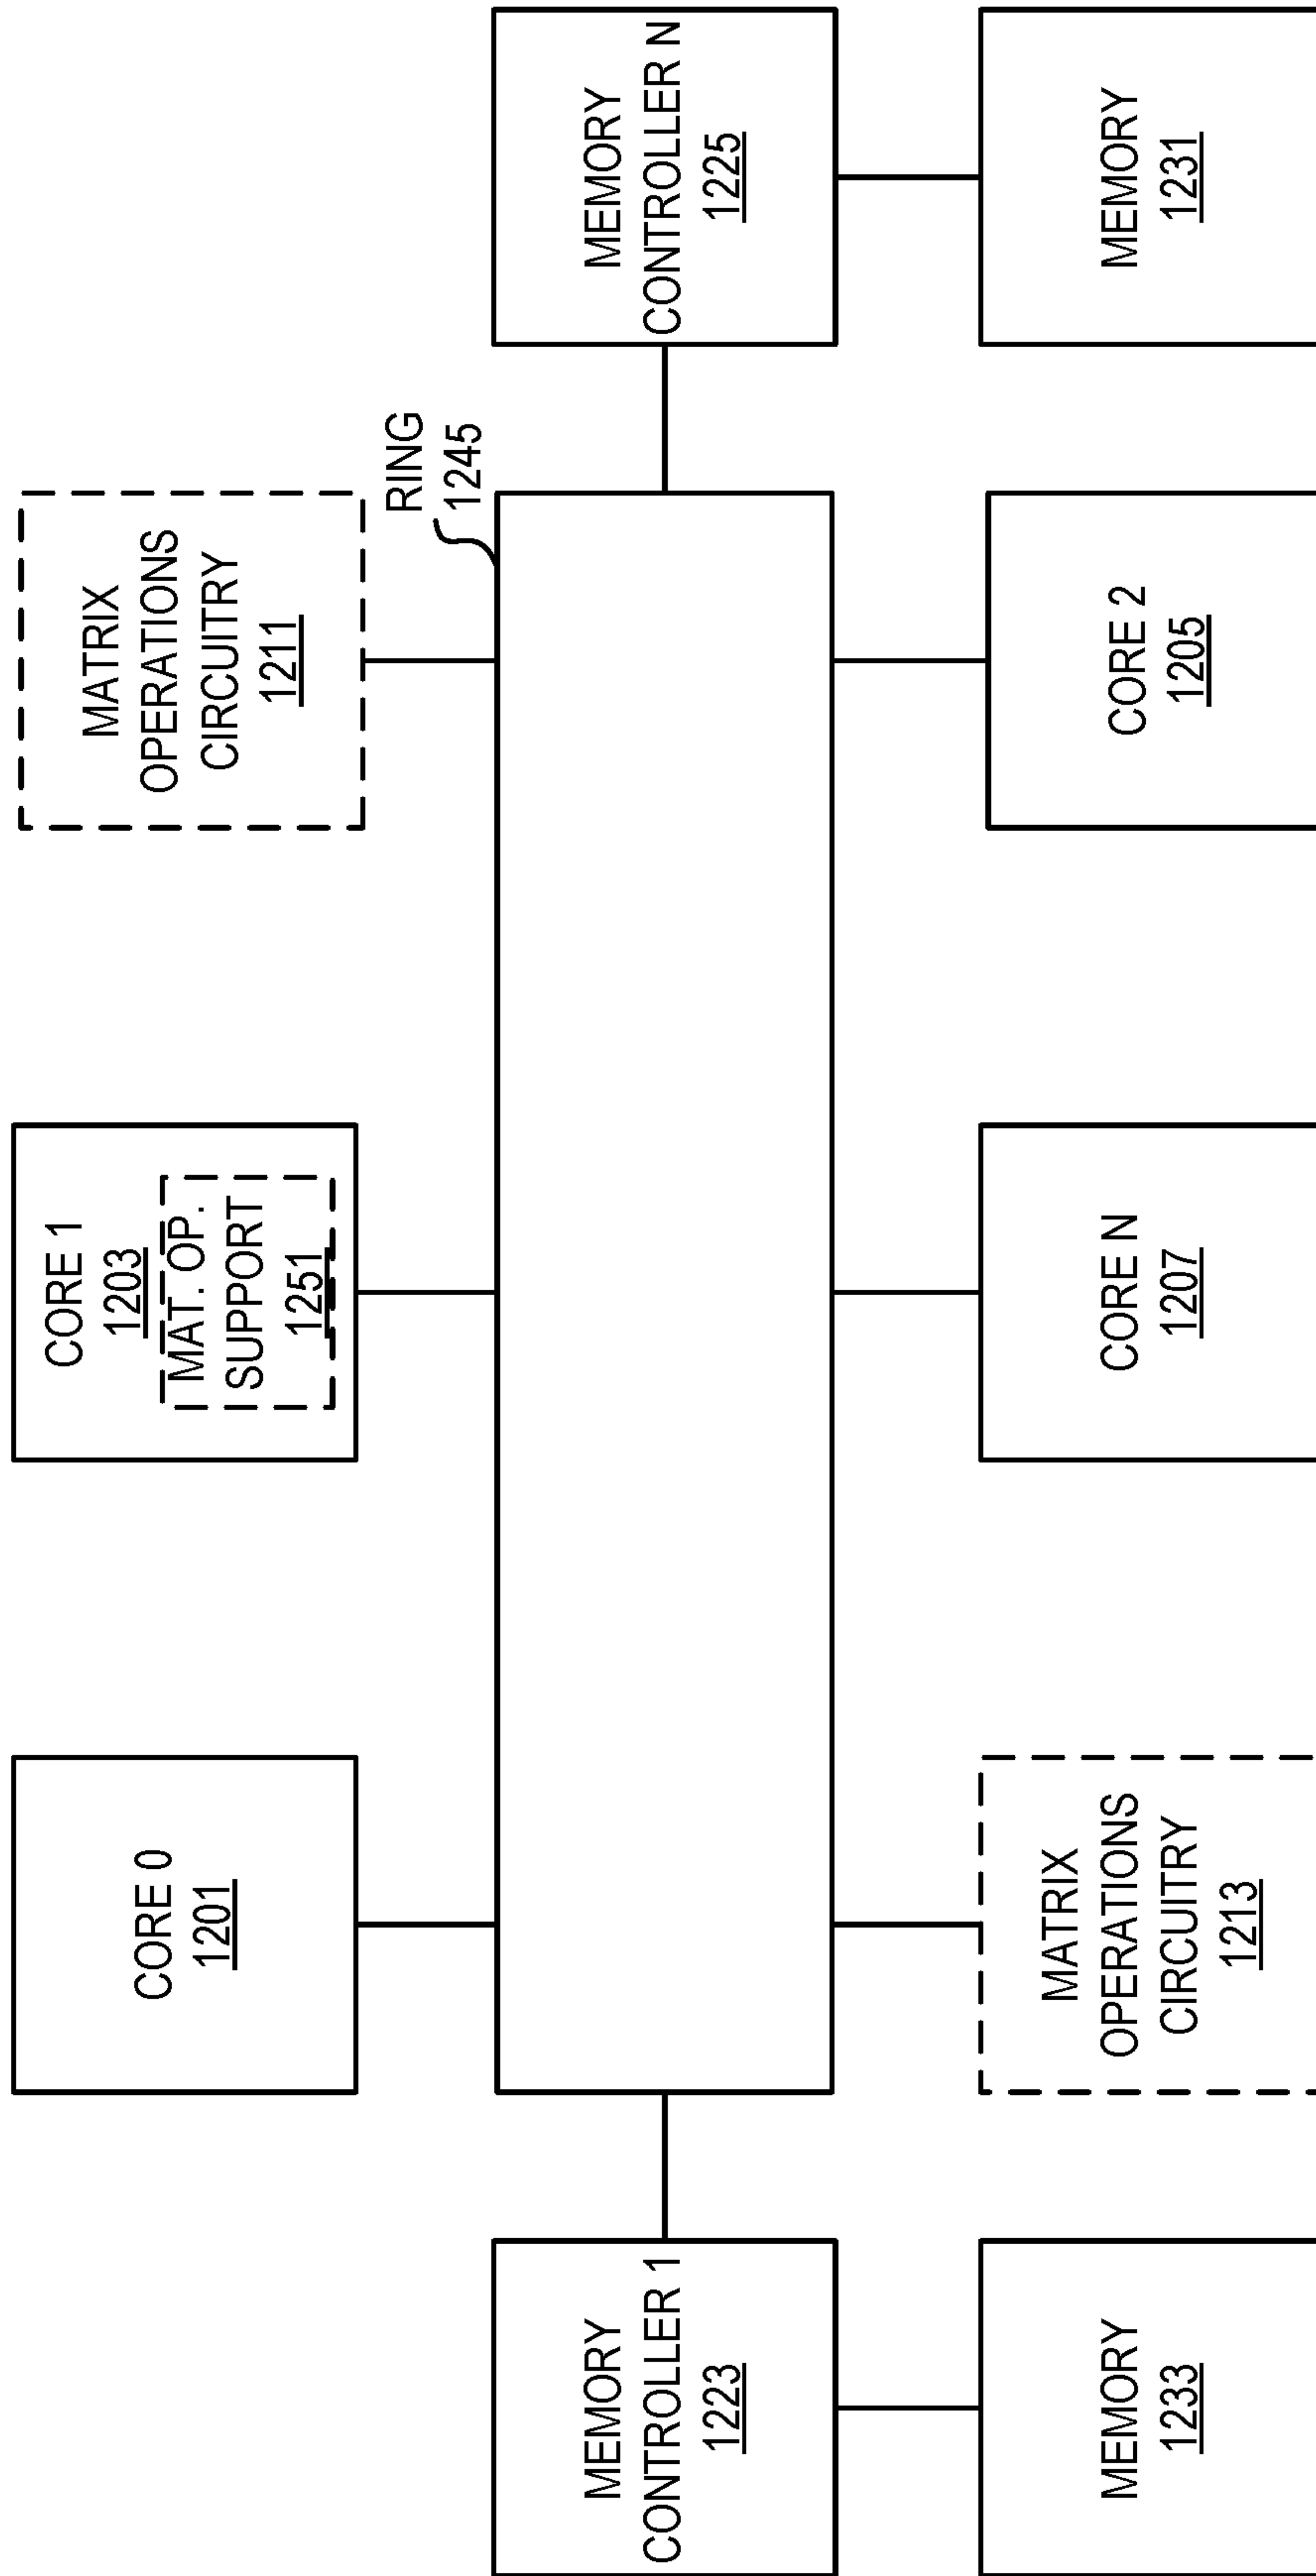 CORE 0
1201
CORE 1
1203
MAT. OP.
SUPPORT
1251
MATRIX
OPERATIONS
CIRCUITRY
1211
RING
1245
MEMORY
CONTROLLER 1
1223
MEMORY
CONTROLLER N
1225
MEMORY
1233
MATRIX
OPERATIONS
CIRCUITRY
1213
CORE N
1207
CORE 2
1205
MEMORY
1231